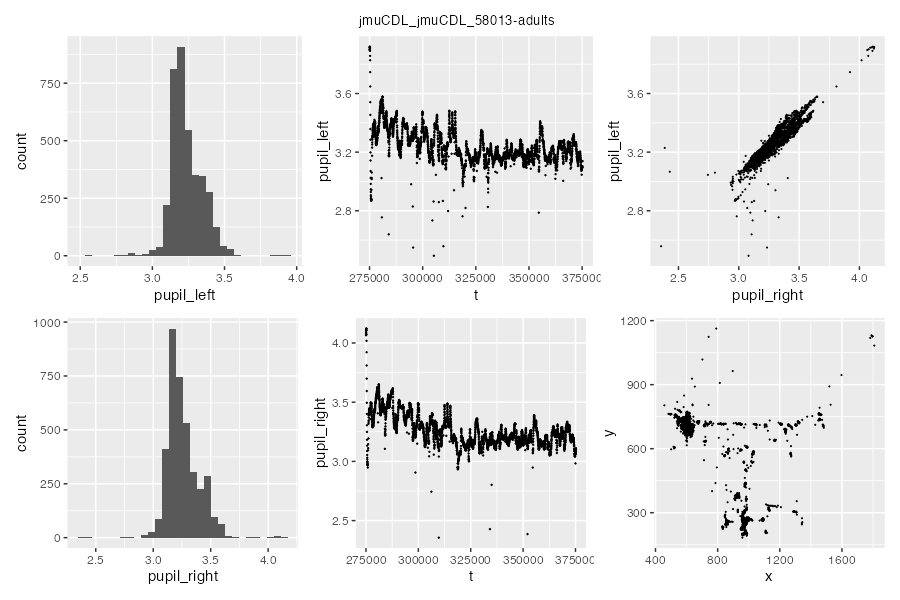 jmuCDL_jmuCDL_58013-adults
count
750
500
250
0
2.5 3.0 3.5 4.0
pupil_left
pupil_left
3.6
3.2
2.8
275000 300000 325000 350000 375000
t
pupil_left
3.6
3.2
2.8
2.5 3.0 3.5 4.0
pupil_right
count
1000
750
500
250
0
2.5 3.0 3.5 4.0
pupil_right
pupil_right
4.0
3.5
3.0
2.5
275000 300000 325000 350000 375000
t
y
1200
900
600
300
400 800 1200 1600
x